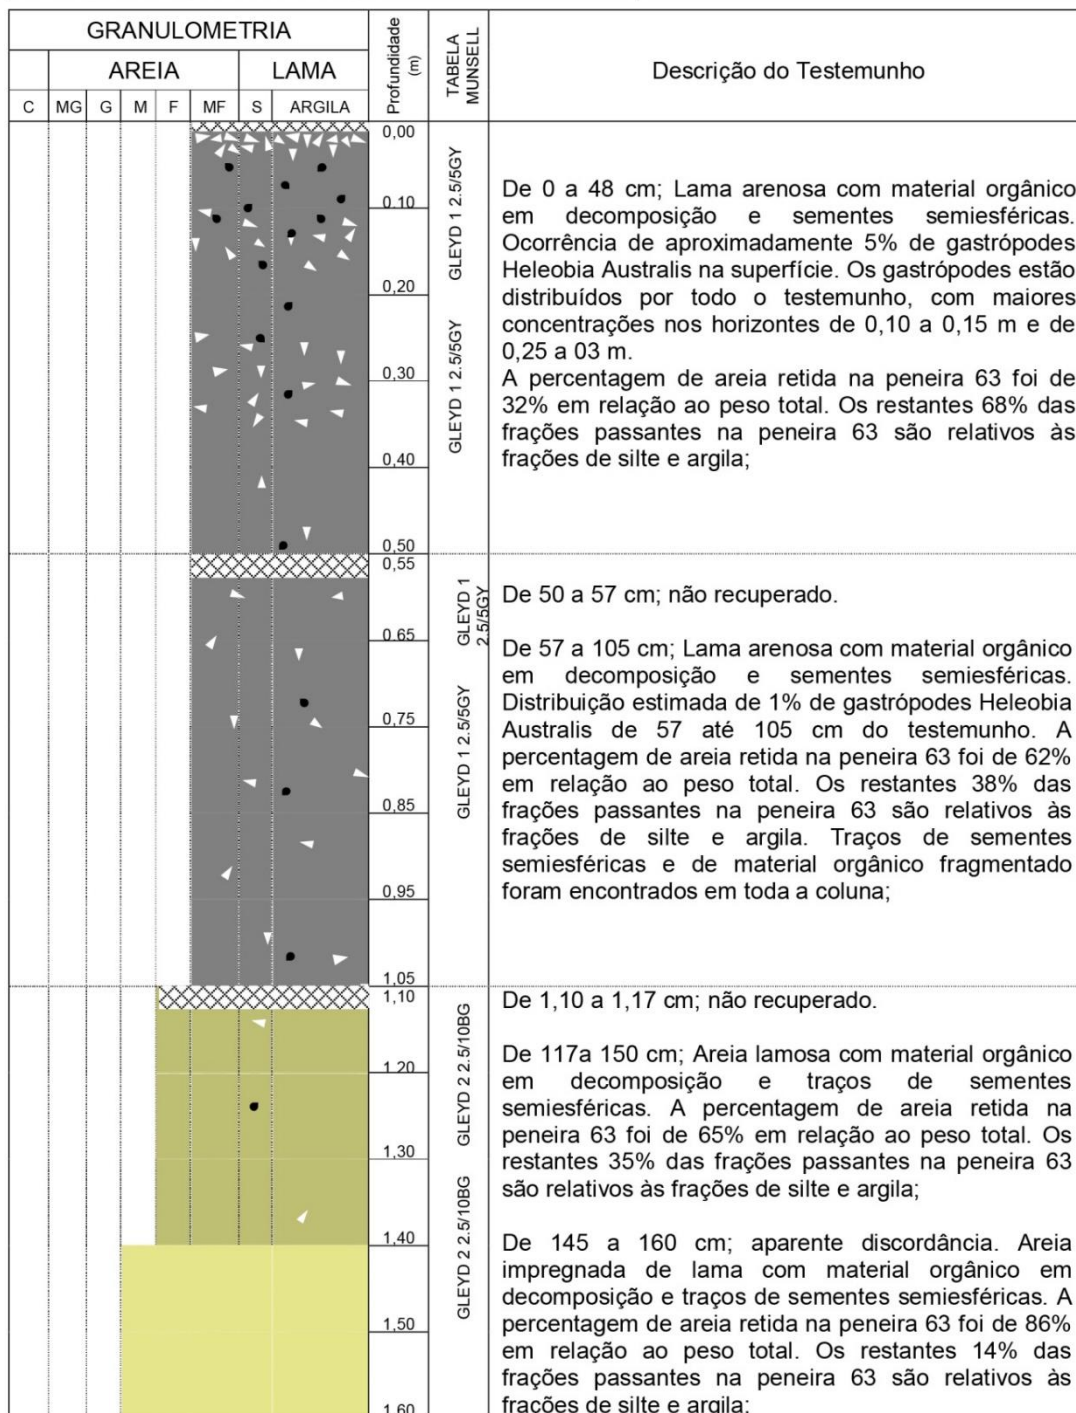 GRANULOMETRIA
AREIA
LAMA
C
MG
G
M
F
MF
S
ARGILA
Profundidade
(m)
TABELA
MUNSELL
Descrição do Testemunho
0,00
0,10
0,20
0,30
0,40
0,50
GLEYD 1 2.5/5GY
GLEYD 1 2.5/5GY
De 0 a 48 cm; Lama arenosa com material orgânico
em decomposição e sementes semiesféricas.
Ocorrência de aproximadamente 5% de gastrópodes
Heleobia Australis na superfície. Os gastrópodes estão
distribuídos por todo o testemunho, com maiores
concentrações nos horizontes de 0,10 a 0,15 m e de
0,25 a 03 m.
A percentagem de areia retida na peneira 63 foi de
32% em relação ao peso total. Os restantes 68% das
frações passantes na peneira 63 são relativos às
frações de silte e argila;
0,55
0,65
0,75
0,85
0,95
1,05
GLEYD 1
2.5/5GY
GLEYD 1 2.5/5GY
De 50 a 57 cm; não recuperado.
De 57 a 105 cm; Lama arenosa com material orgânico
em decomposição e sementes semiesféricas.
Distribuição estimada de 1% de gastrópodes Heleobia
Australis de 57 até 105 cm do testemunho. A
percentagem de areia retida na peneira 63 foi de 62%
em relação ao peso total. Os restantes 38% das
frações passantes na peneira 63 são relativos às
frações de silte e argila. Traços de sementes
semiesféricas e de material orgânico fragmentado
foram encontrados em toda a coluna;
1,10
1,20
1,30
1,40
1,50
1,60
GLEYD 2 2.5/10BG
GLEYD 2 2.5/10BG
De 1,10 a 1,17 cm; não recuperado.
De 117a 150 cm; Areia lamosa com material orgânico
em decomposição e traços de sementes
semiesféricas. A percentagem de areia retida na
peneira 63 foi de 65% em relação ao peso total. Os
restantes 35% das frações passantes na peneira 63
são relativos às frações de silte e argila;
De 145 a 160 cm; aparente discordância. Areia
impregnada de lama com material orgânico em
decomposição e traços de sementes semiesféricas. A
percentagem de areia retida na peneira 63 foi de 86%
em relação ao peso total. Os restantes 14% das
frações passantes na peneira 63 são relativos às
frações de silte e argila;